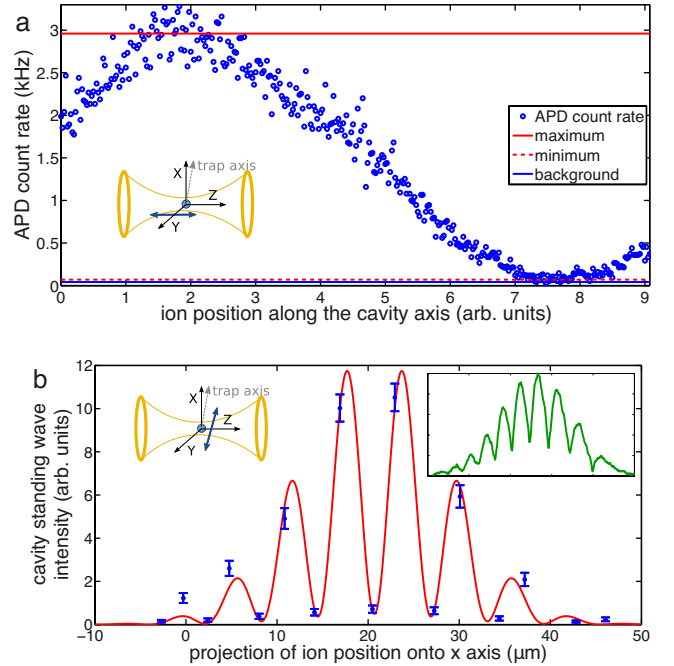 a
APD count rate (kHz)
3
2.5
2
1.5
1
0.5
0
APD count rate
maximum
minimum
background
X
trap axis
Z
Y
0 1 2 3 4 5 6 7 8 9
ion position along the cavity axis (arb. units)
b
cavity standing wave
intensity (arb. units)
12
10
8
6
4
2
0
X
trap axis
Z
Y
−10 0 10 20 30 40 50
projection of ion position onto x axis (µm)